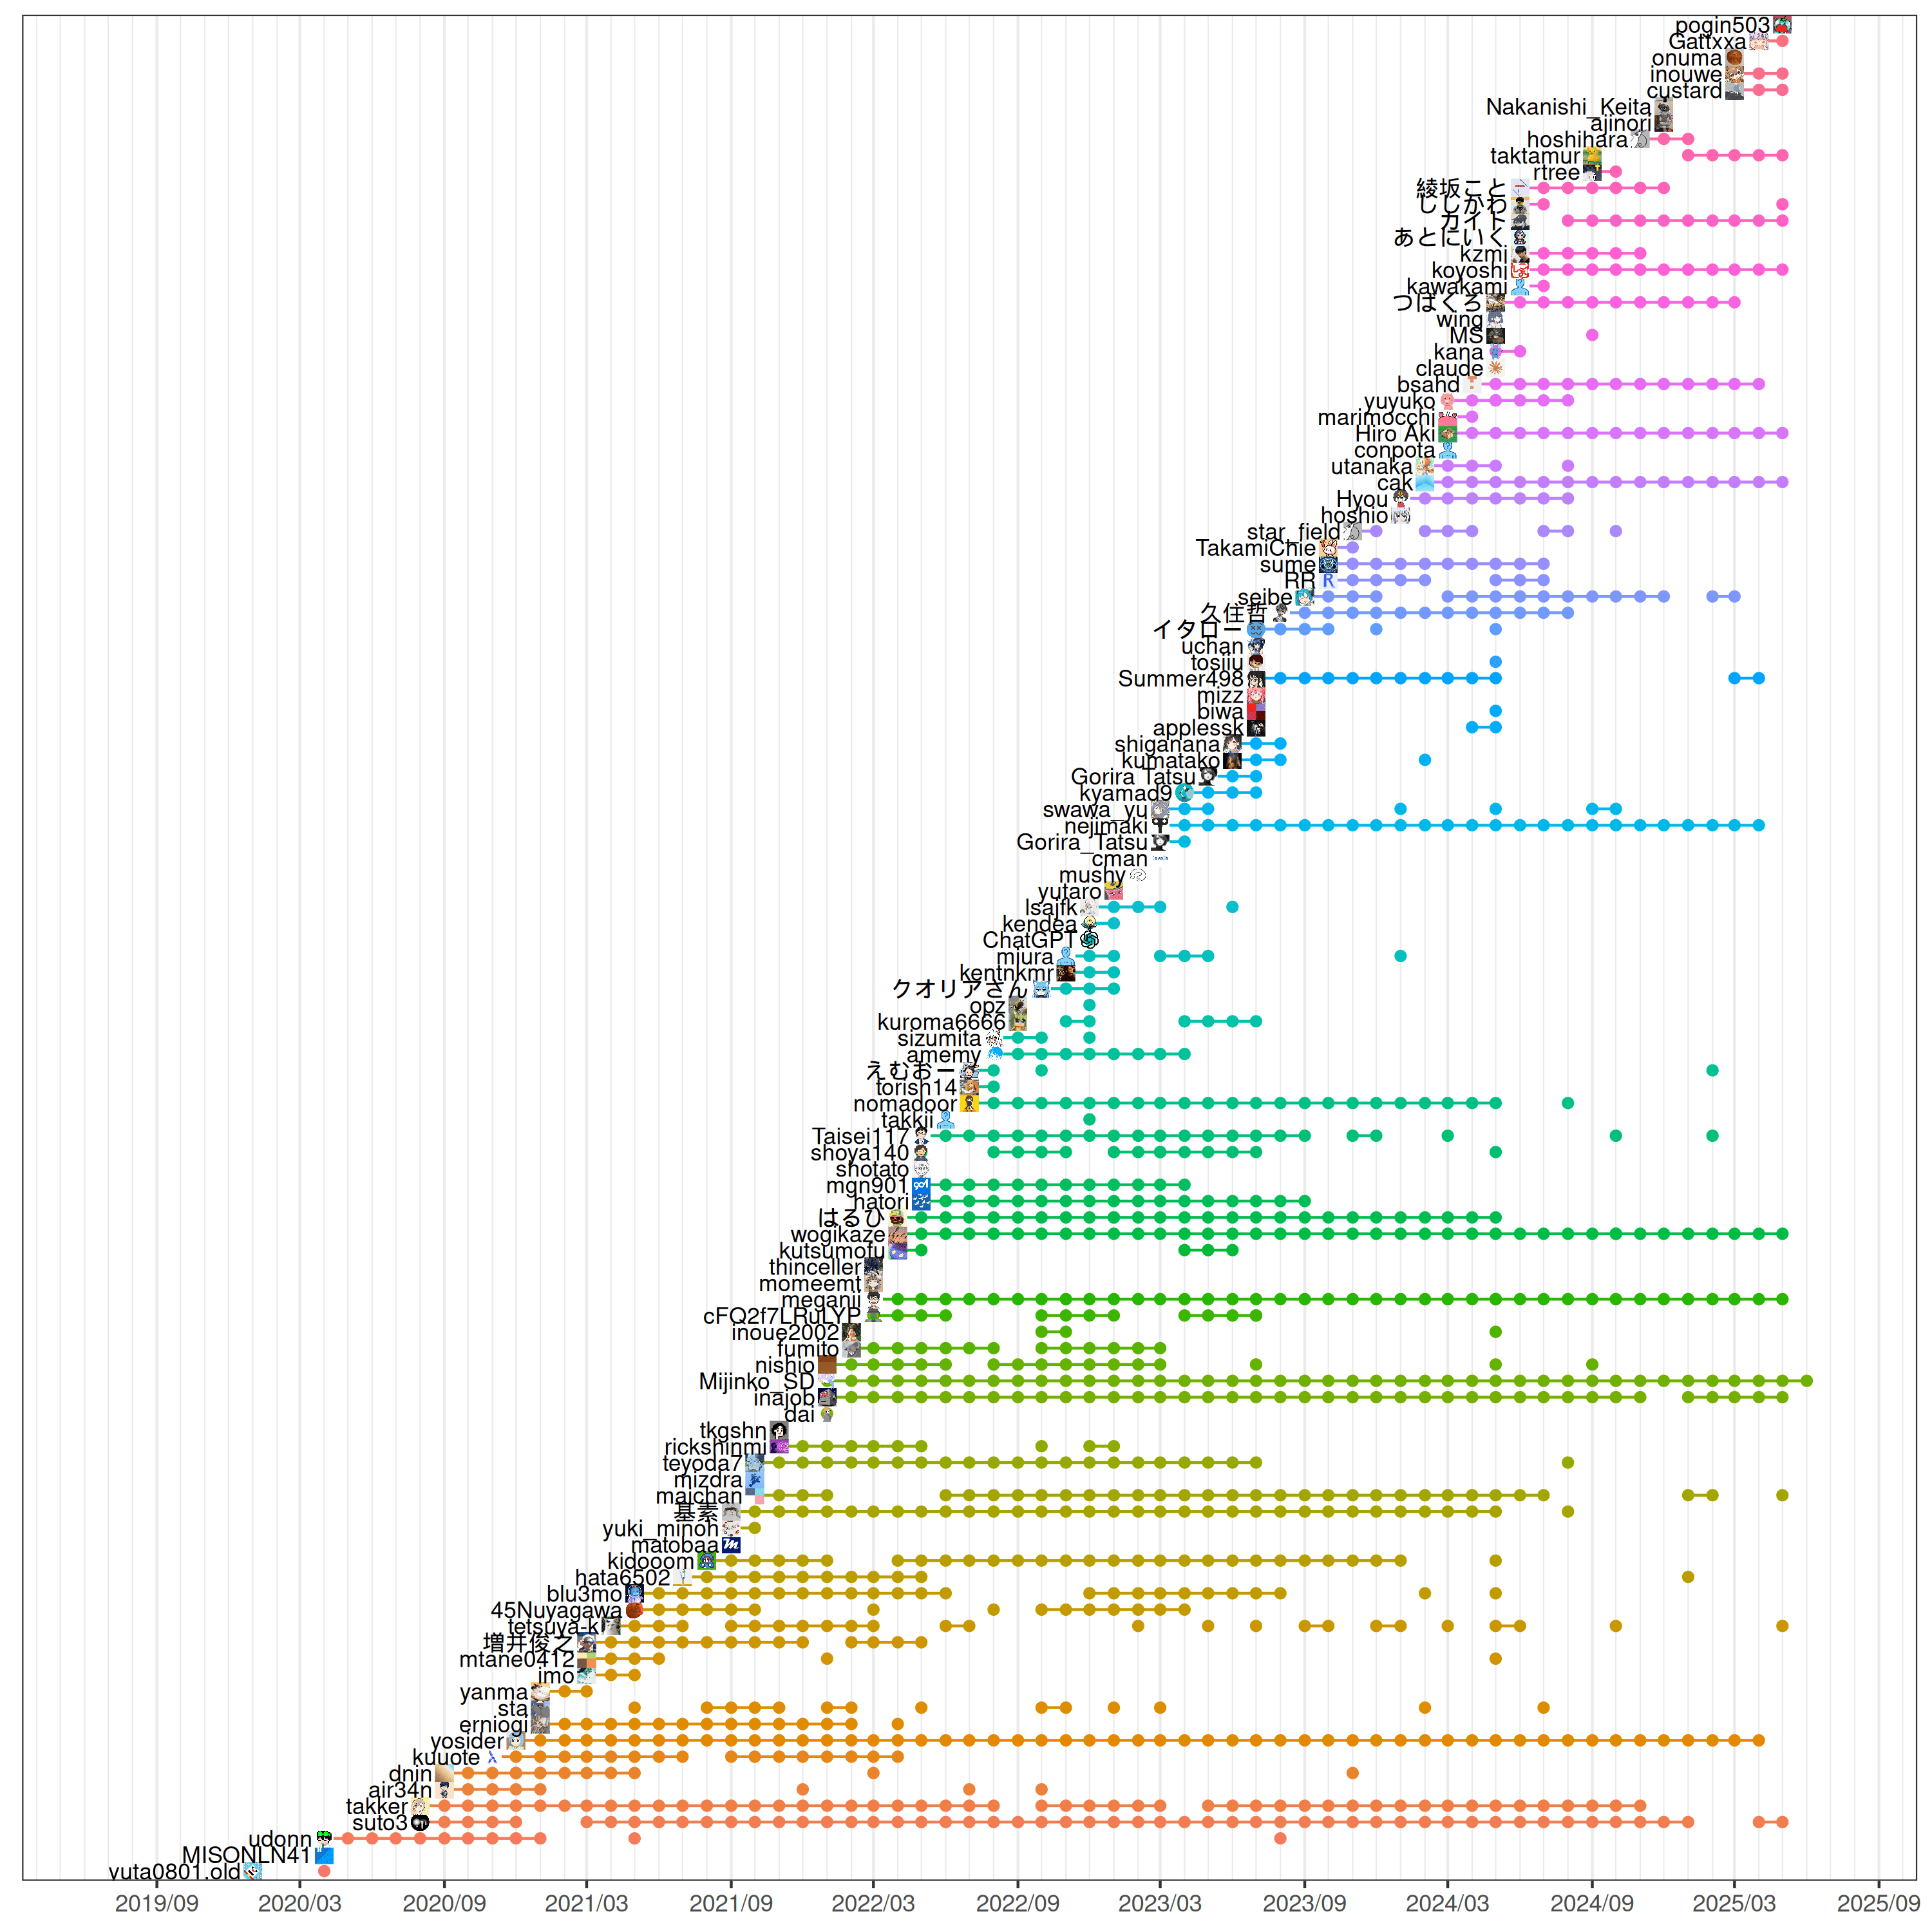 pogin503
Gattxxa
onuma
inouwe
custard
Nakanishi_Keita
ajinori
hoshihara
taktamur
rtree
綾坂こと
ししかわ
カイト
あとにいく
kzmi
koyoshi
kawakami
つばくろ
wing
MS
kana
claude
bsahd
yuyuko
marimocchi
Hiro Aki
conpota
utanaka
cak
Hyou
hoshio
star_field
TakamiChie
sume
RR
seibe
久住哲
イタロー
uchan
tosjiu
Summer498
mizz
biwa
applessk
shiganana
kumatako
Gorira Tatsu
kyamad9
swawa_yu
nejimaki
Gorira_Tatsu
cman
mushy
yutaro
lsajfk
kendea
ChatGPT
miura
kentnkmr
クオリアさん
opz
kuroma6666
sizumita
amemy
えむおー
torish14
nomadoor
takkii
Taisei117
shoya140
shotato
mgn901
hatori
はるひ
wogikaze
kutsumofu
thinceller
momeemt
meganii
cFQ2f7LRuLYP
inoue2002
fumito
nishio
Mijinko_SD
inajob
dai
tkgshn
rickshinmi
teyoda7
mizdra
maichan
基素
yuki_minoh
matobaa
kidooom
hata6502
blu3mo
45Nuyagawa
tetsuya-k
増井俊之
mtane0412
imo
yanma
sta
erniogi
yosider
kuuote
dnin
air34n
takker
suto3
udonn
MISONLN41
yuta0801.old
2019/09 2020/03 2020/09 2021/03 2021/09 2022/03 2022/09 2023/03 2023/09 2024/03 2024/09 2025/03 2025/09